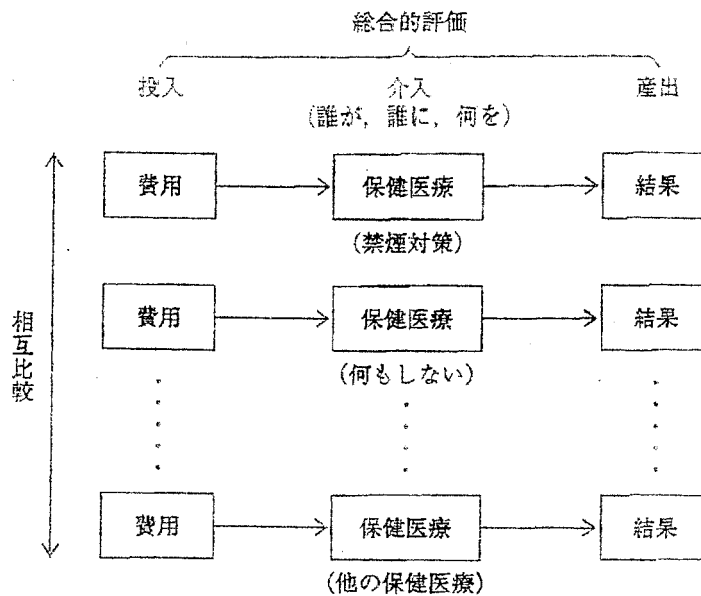 総合的評価
投入 介入 産出
(誰が，誰に，何を)
費用 保健医療 結果
(禁煙対策)
費用 保健医療 結果
(何もしない)
相互比較
費用 保健医療 結果
(他の保健医療)